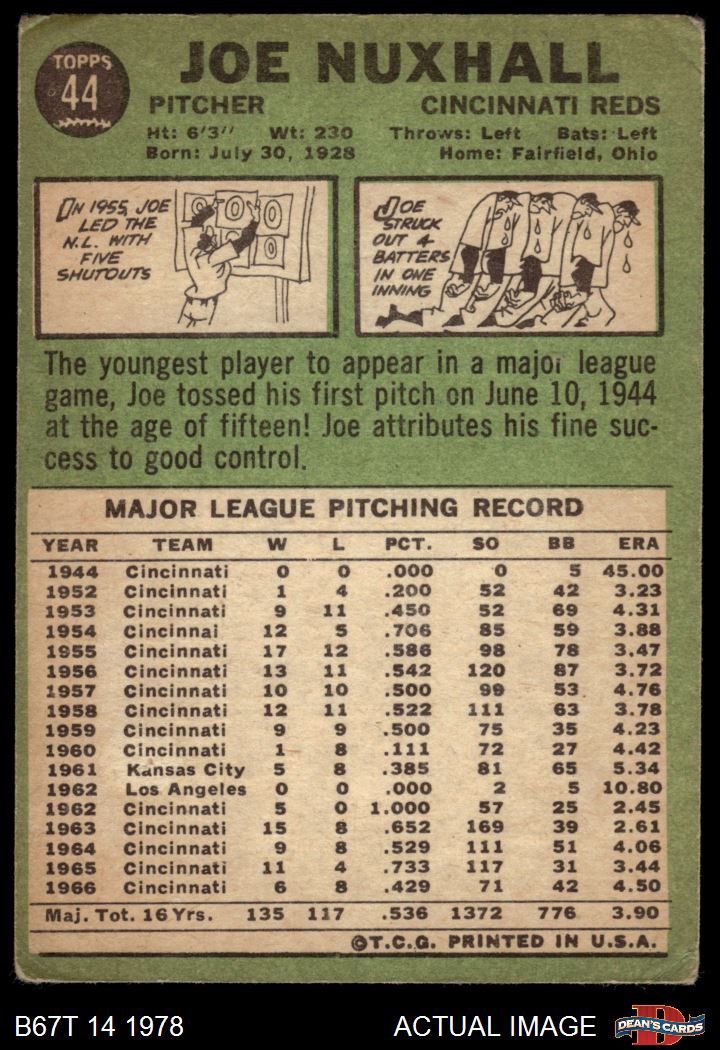 TOPPS
44
JOE NUXHALL
PITCHER CINCINNATI REDS
Ht: 6'3" Wt: 230 Throws: Left Bats: Left
Born: July 30, 1928 Home: Fairfield, Ohio
IN 1955, JOE
LED THE
N.L. WITH
FIVE
SHUTOUTS
0 0 0
0
JOE
STRUCK
OUT 4
BATTERS
IN ONE
INNING
The youngest player to appear in a major league
game, Joe tossed his first pitch on June 10, 1944
at the age of fifteen! Joe attributes his fine suc-
cess to good control.
MAJOR LEAGUE PITCHING RECORD
YEAR TEAM W L PCT. SO BB ERA
1944 Cincinnati 0 0 .000 0 5 45.00
1952 Cincinnati 1 4 .200 52 42 3.23
1953 Cincinnati 9 11 .450 52 69 4.31
1954 Cincinnai 12 5 .706 85 59 3.88
1955 Cincinnati 17 12 .586 98 78 3.47
1956 Cincinnati 13 11 .542 120 87 3.72
1957 Cincinnati 10 10 .500 99 53 4.76
1958 Cincinnati 12 11 .522 111 63 3.78
1959 Cincinnati 9 9 .500 75 35 4.23
1960 Cincinnati 1 8 .111 72 27 4.42
1961 Kansas City 5 8 .385 81 65 5.34
1962 Los Angeles 0 0 .000 2 5 10.80
1962 Cincinnati 5 0 1.000 57 25 2.45
1963 Cincinnati 15 8 .652 169 39 2.61
1964 Cincinnati 9 8 .529 111 51 4.06
1965 Cincinnati 11 4 .733 117 31 3.44
1966 Cincinnati 6 8 .429 71 42 4.50
Maj. Tot. 16 Yrs. 135 117 .536 1372 776 3.90
©T.C.G. PRINTED IN U.S.A.
B67T 14 1978 ACTUAL IMAGE
D
DEAN'S CARDS